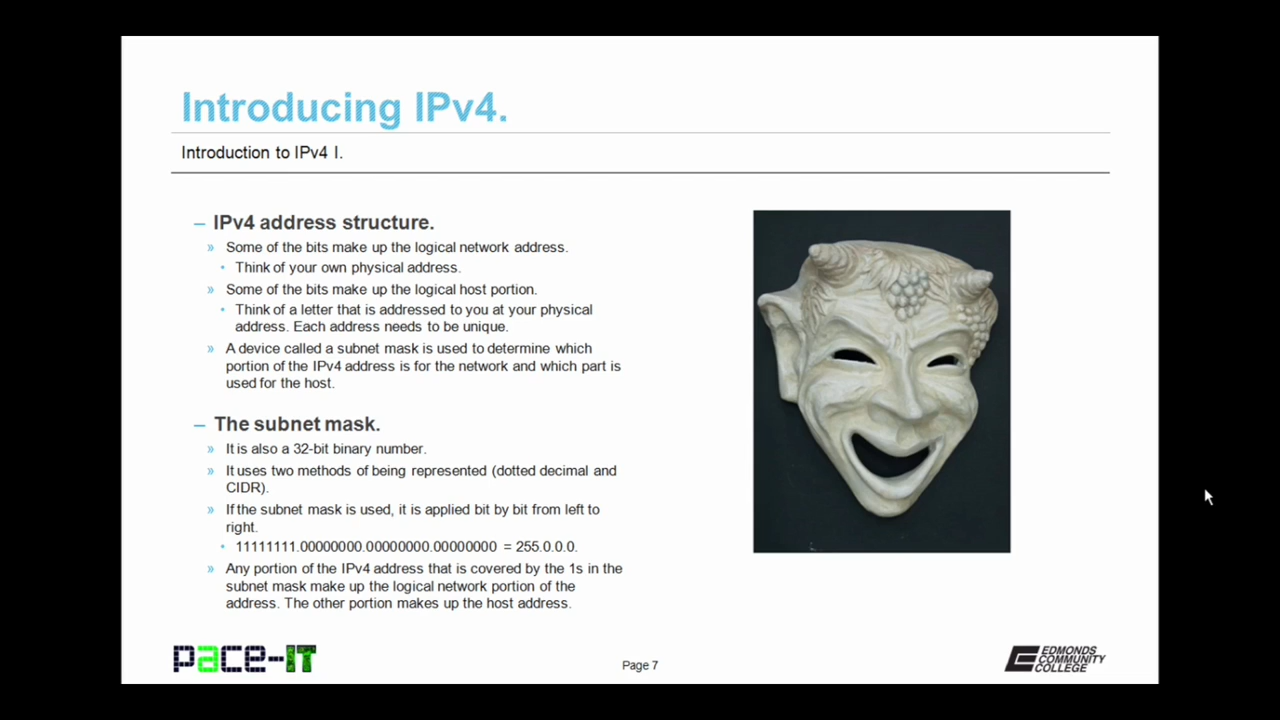 Introducing IPv4.
Introduction to IPv4 I.
– IPv4 address structure.
» Some of the bits make up the logical network address.
• Think of your own physical address.
» Some of the bits make up the logical host portion.
• Think of a letter that is addressed to you at your physical
address. Each address needs to be unique.
» A device called a subnet mask is used to determine which
portion of the IPv4 address is for the network and which part is
used for the host.
– The subnet mask.
» It is also a 32-bit binary number.
» It uses two methods of being represented (dotted decimal and
CIDR).
» If the subnet mask is used, it is applied bit by bit from left to
right.
• 11111111.00000000.00000000.00000000 = 255.0.0.0.
» Any portion of the IPv4 address that is covered by the 1s in the
subnet mask make up the logical network portion of the
address. The other portion makes up the host address.
pace-IT
Page 7
EDMONDS
COMMUNITY
COLLEGE